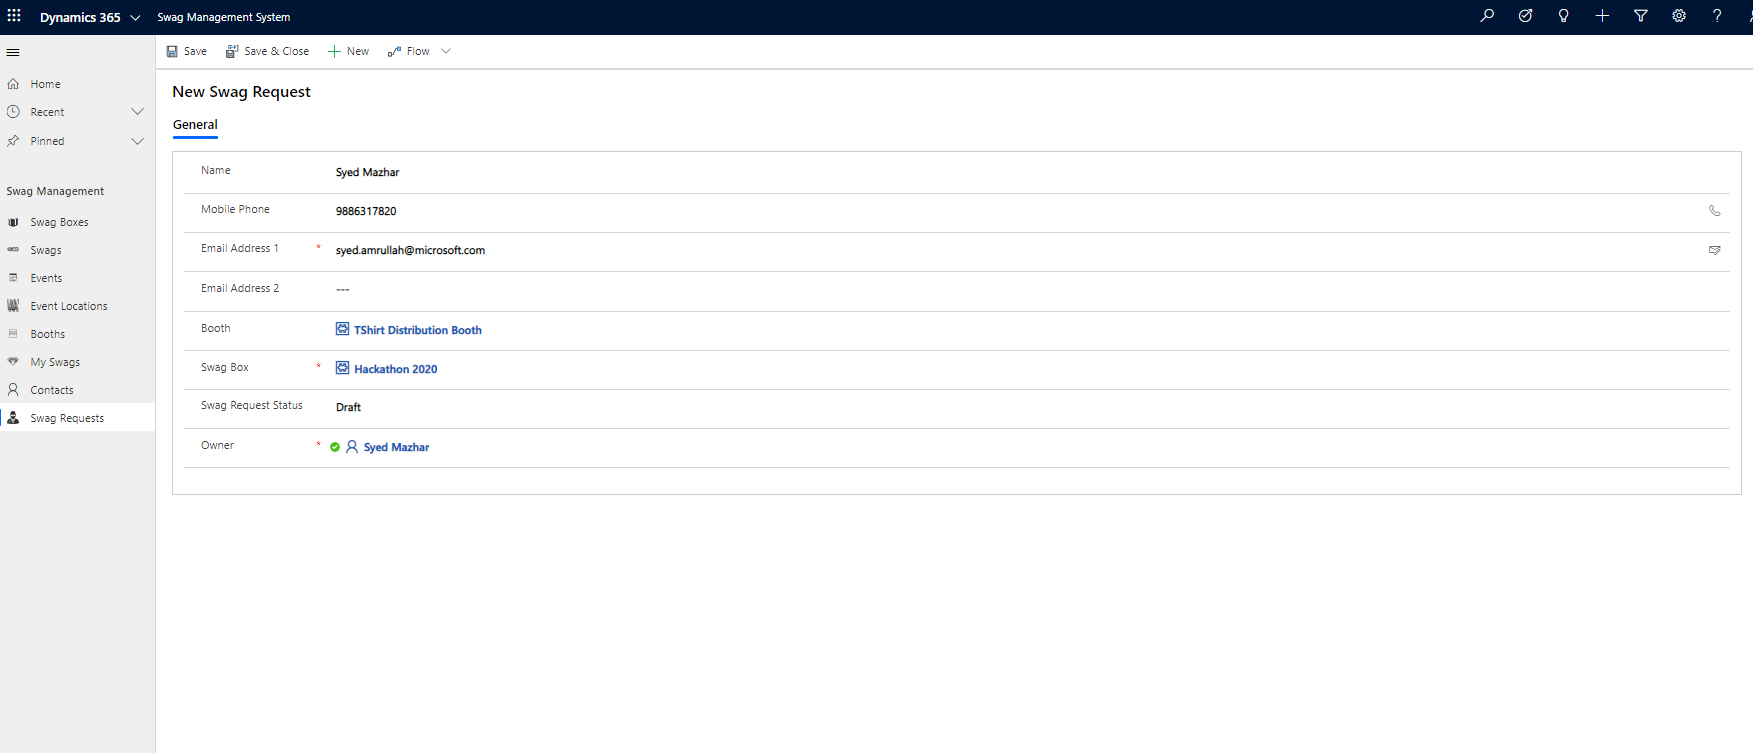 Dynamics 365 Swag Management System
Save Save & Close New Flow
Home
Recent
Pinned
Swag Management
Swag Boxes
Swags
Events
Event Locations
Booths
My Swags
Contacts
Swag Requests
New Swag Request
General
Name Syed Mazhar
Mobile Phone 9886317820
Email Address 1 * syed.amrullah@microsoft.com
Email Address 2 ---
Booth TShirt Distribution Booth
Swag Box * Hackathon 2020
Swag Request Status Draft
Owner * Syed Mazhar